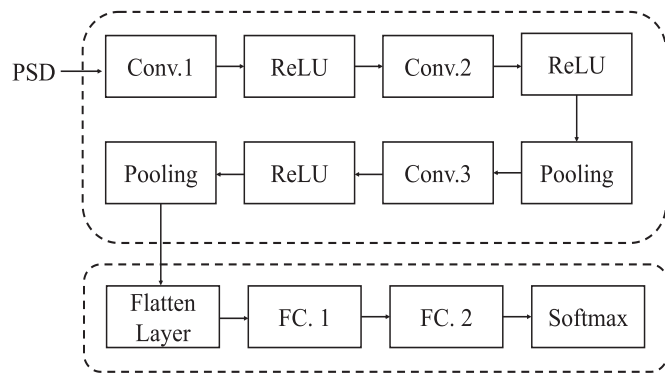 PSD
Conv.1
ReLU
Conv.2
ReLU
Pooling
ReLU
Conv.3
Pooling
Flatten
Layer
FC. 1
FC. 2
Softmax